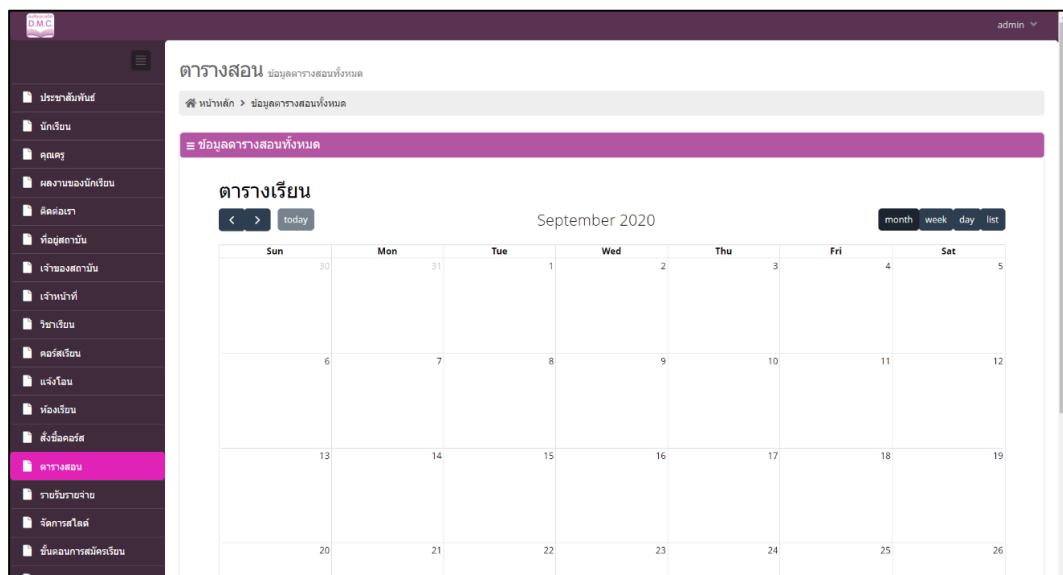 D.M.C.
admin
ตารางสอน ข้อมูลตารางสอนทั้งหมด
หน้าหลัก > ข้อมูลตารางสอนทั้งหมด
ข้อมูลตารางสอนทั้งหมด
ประชาสัมพันธ์
นักเรียน
คุณครู
ผลงานของนักเรียน
ติดต่อเรา
ที่อยู่สถาบัน
เจ้าของสถาบัน
เจ้าหน้าที่
วิชาเรียน
คอร์สเรียน
แจ้งโอน
ห้องเรียน
สั่งซื้อคอร์ส
ตารางสอน
รายรับรายจ่าย
จัดการสไลด์
ขั้นตอนการสมัครเรียน
ตารางเรียน
< > today September 2020 month week day list
Sun Mon Tue Wed Thu Fri Sat
30 31 1 2 3 4 5
6 7 8 9 10 11 12
13 14 15 16 17 18 19
20 21 22 23 24 25 26